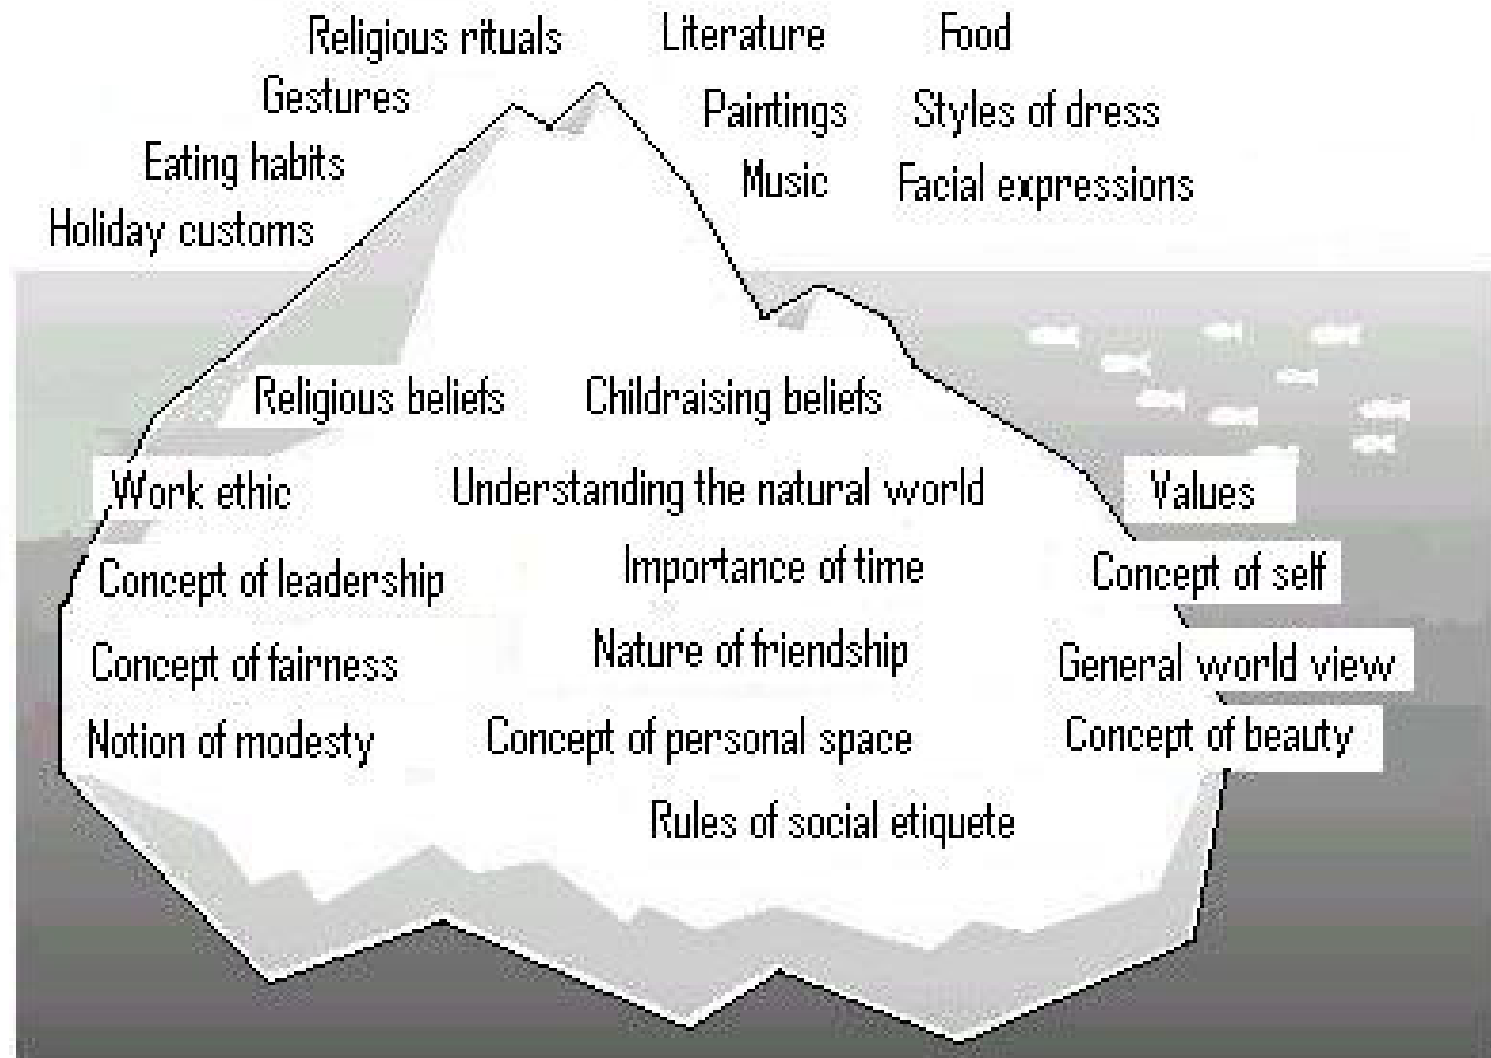 Religious rituals
Literature
Food
Gestures
Paintings
Styles of dress
Eating habits
Music
Facial expressions
Holiday customs
Religious beliefs
Childraising beliefs
Work ethic
Understanding the natural world
Values
Concept of leadership
Importance of time
Concept of self
Concept of fairness
Nature of friendship
General world view
Notion of modesty
Concept of personal space
Concept of beauty
Rules of social etiquete